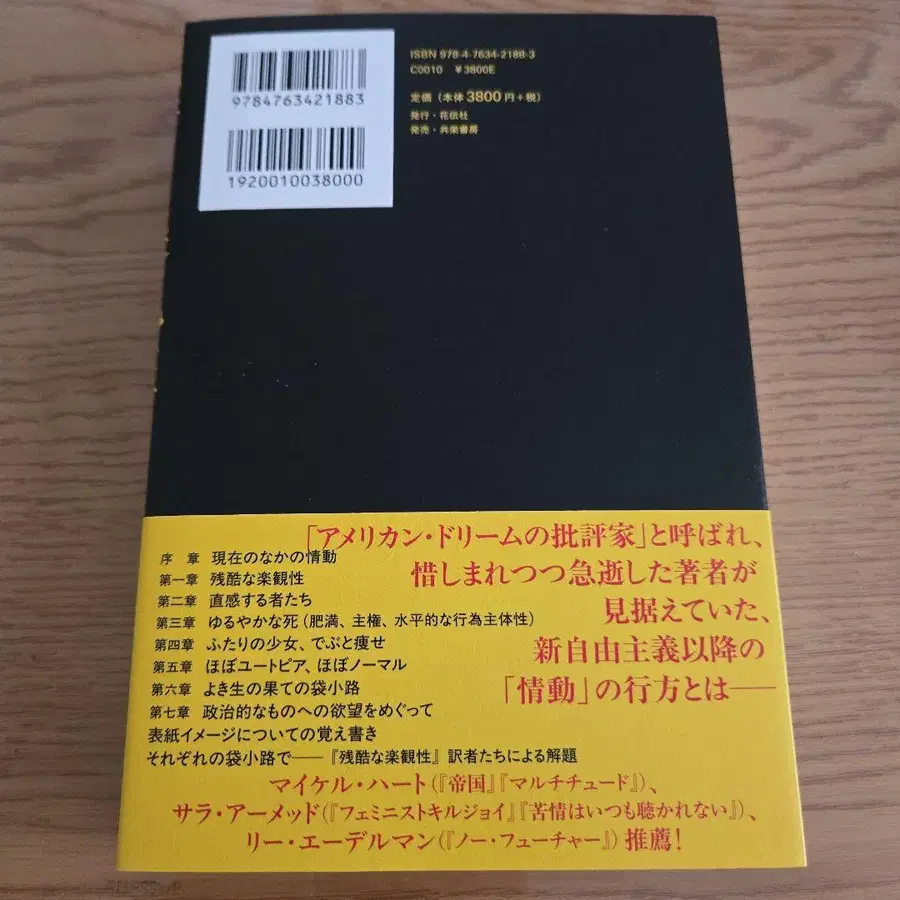 9784763421883
1920010038000
ISBN 978-4-7634-2188-3
C0010 ¥3800E
定価（本体3800円+税）
発行・花伝社
発売・共栄書房
「アメリカン・ドリームの批評家」と呼ばれ、
惜しまれつつ急逝した著者が
見据えていた、
新自由主義以降の
「情動」の行方とは──
序　章 現在のなかの情動
第一章 残酷な楽観性
第二章 直感する者たち
第三章 ゆるやかな死（肥満、主権、水平的な行為主体性）
第四章 ふたりの少女、でぶと痩せ
第五章 ほぼユートピア、ほぼノーマル
第六章 よき生の果ての袋小路
第七章 政治的なものへの欲望をめぐって
表紙イメージについての覚え書き
それぞれの袋小路で──『残酷な楽観性』訳者たちによる解題
マイケル・ハート（『帝国』『マルチチュード』）、
サラ・アーメッド（『フェミニストキルジョイ』『苦情はいつも聴かれない』）、
リー・エーデルマン（『ノー・フューチャー』）推薦！